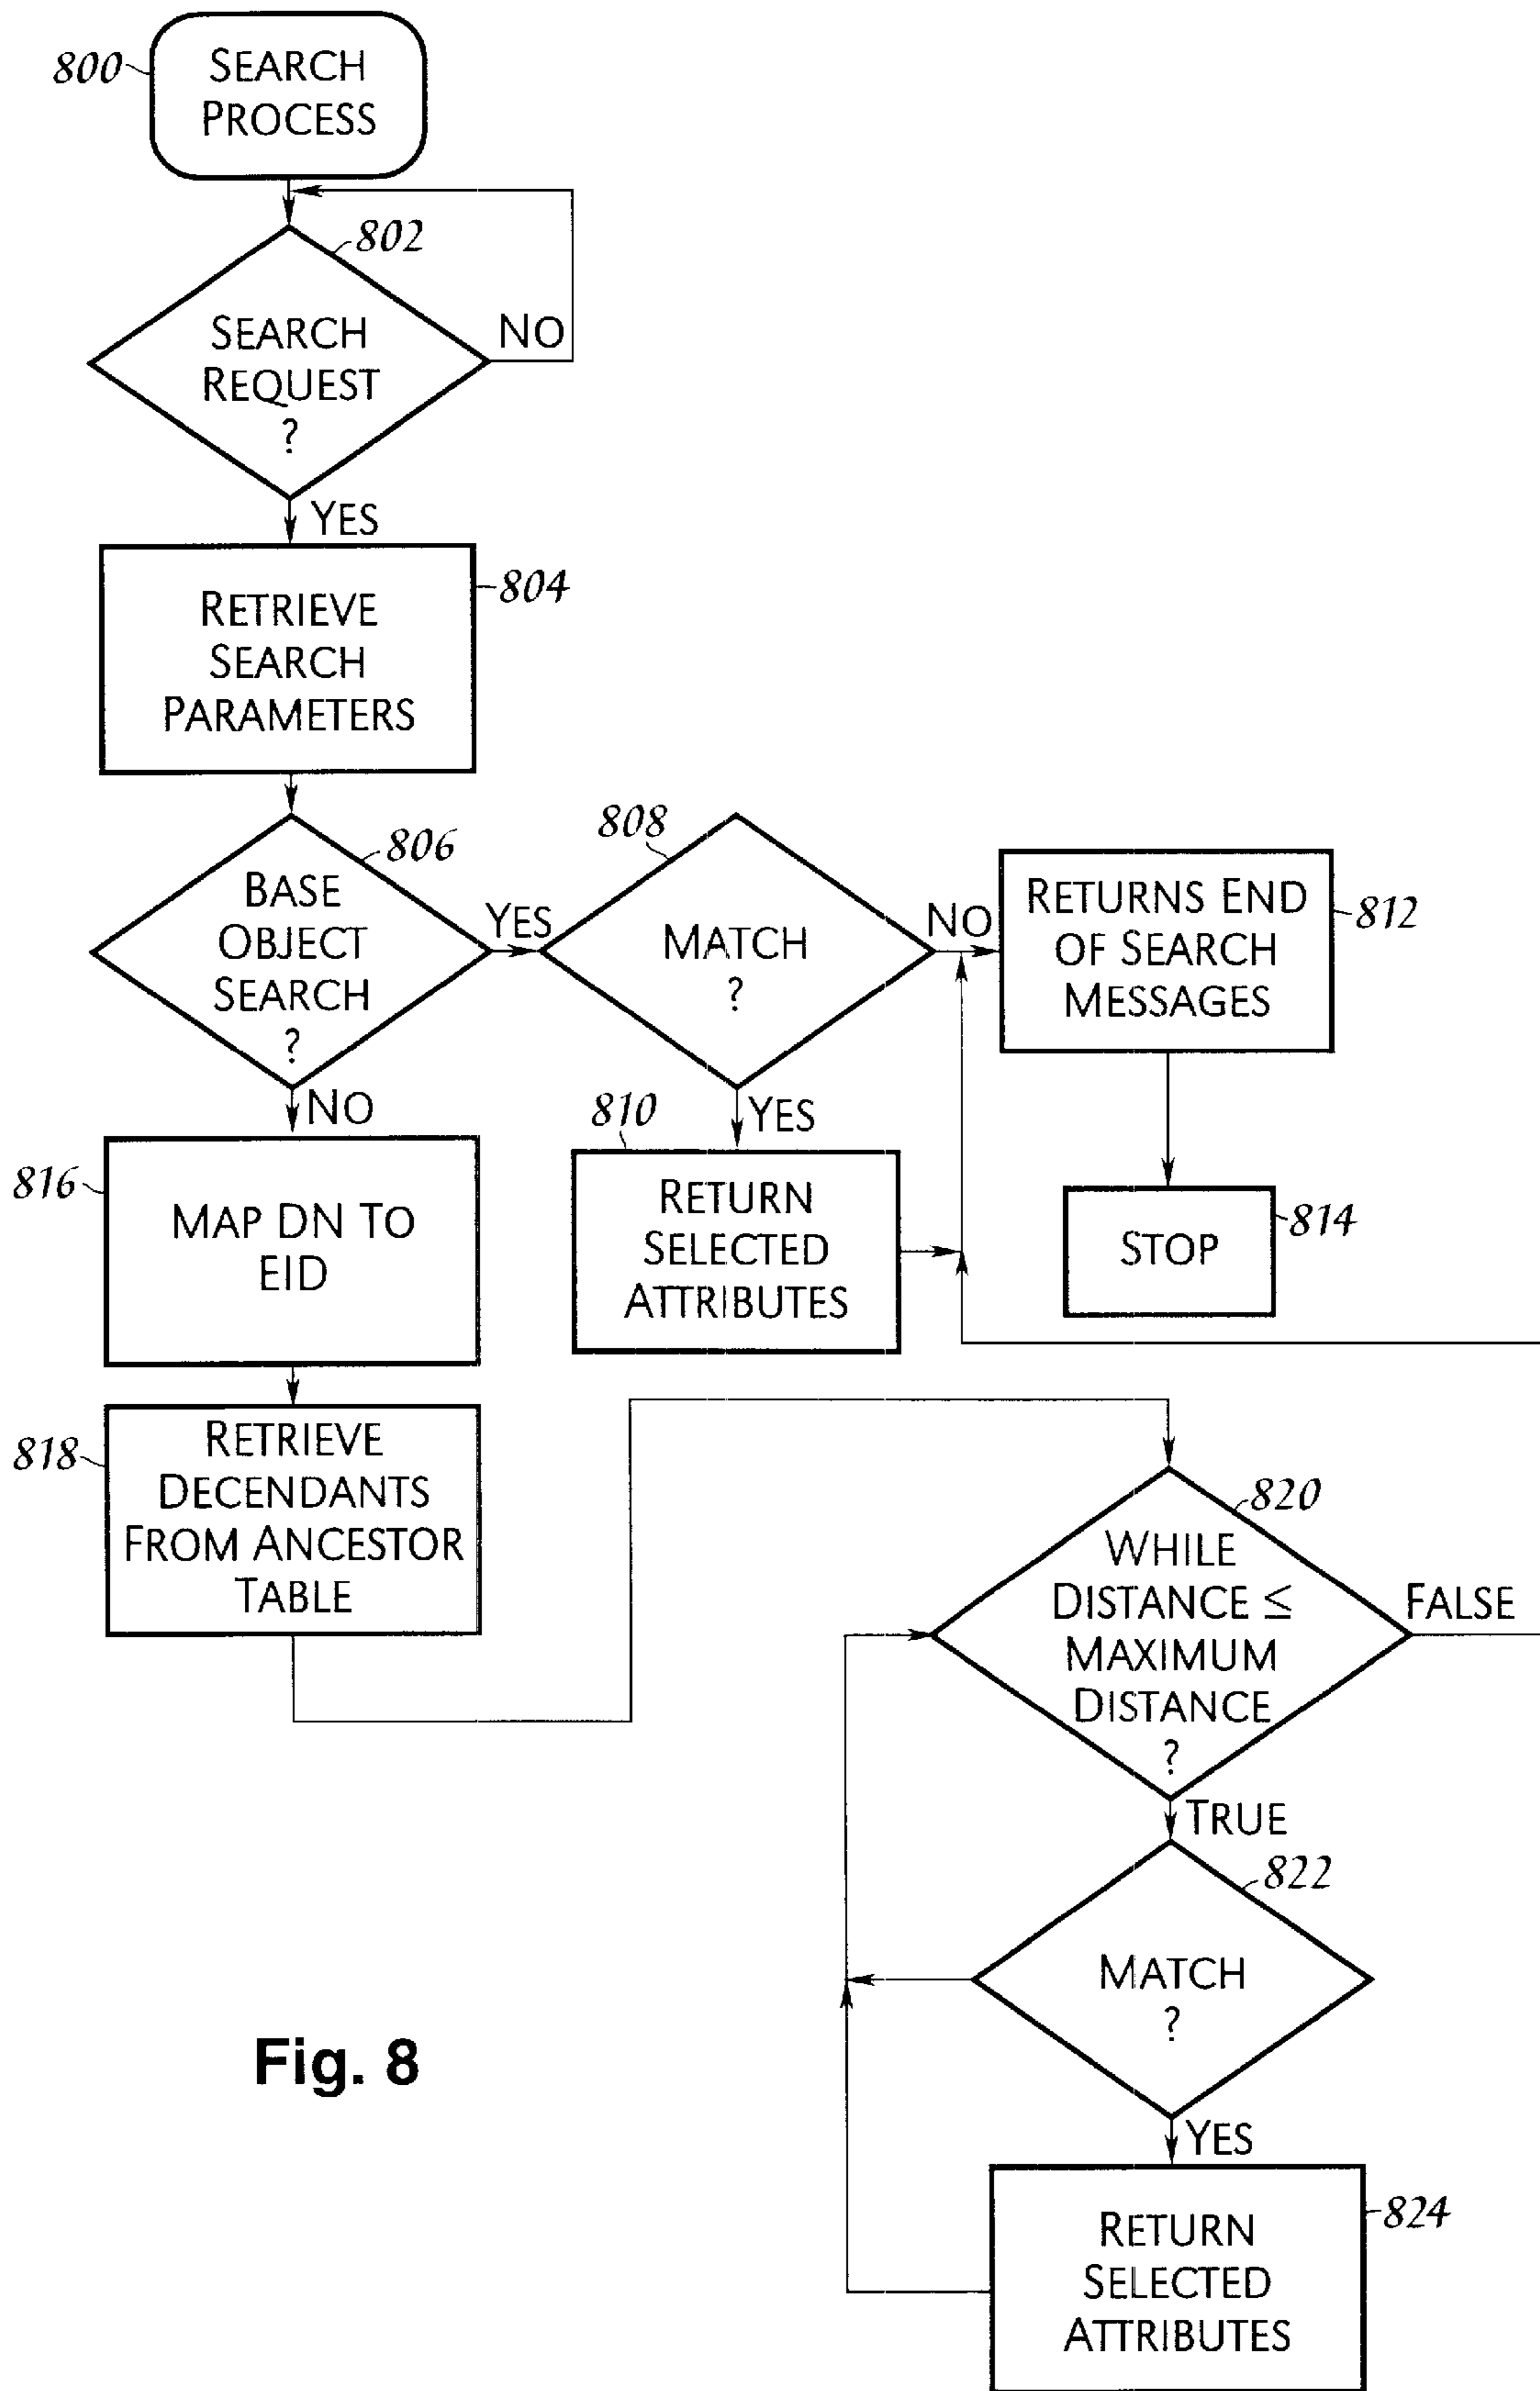 800
SEARCH
PROCESS
802
SEARCH
REQUEST
?
NO
YES
804
RETRIEVE
SEARCH
PARAMETERS
806
BASE
OBJECT
SEARCH
?
YES
NO
808
MATCH
?
NO
YES
RETURNS END
OF SEARCH
MESSAGES
812
810
RETURN
SELECTED
ATTRIBUTES
STOP
814
816
MAP DN TO
EID
818
RETRIEVE
DECENDANTS
FROM ANCESTOR
TABLE
820
WHILE
DISTANCE ≤
MAXIMUM
DISTANCE
?
FALSE
TRUE
822
MATCH
?
YES
824
RETURN
SELECTED
ATTRIBUTES
Fig. 8